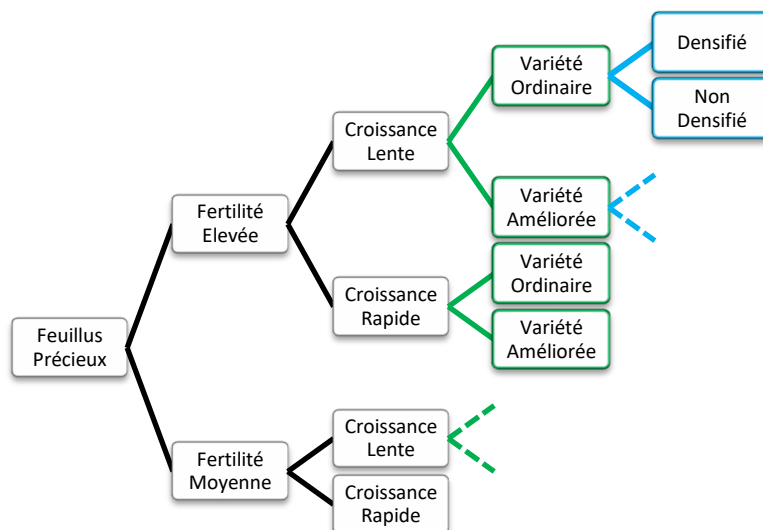 Feuillus
Précieux
Fertilité
Elevée
Croissance
Lente
Variété
Ordinaire
Densifié
Non
Densifié
Variété
Améliorée
Croissance
Rapide
Variété
Ordinaire
Variété
Améliorée
Fertilité
Moyenne
Croissance
Lente
Croissance
Rapide